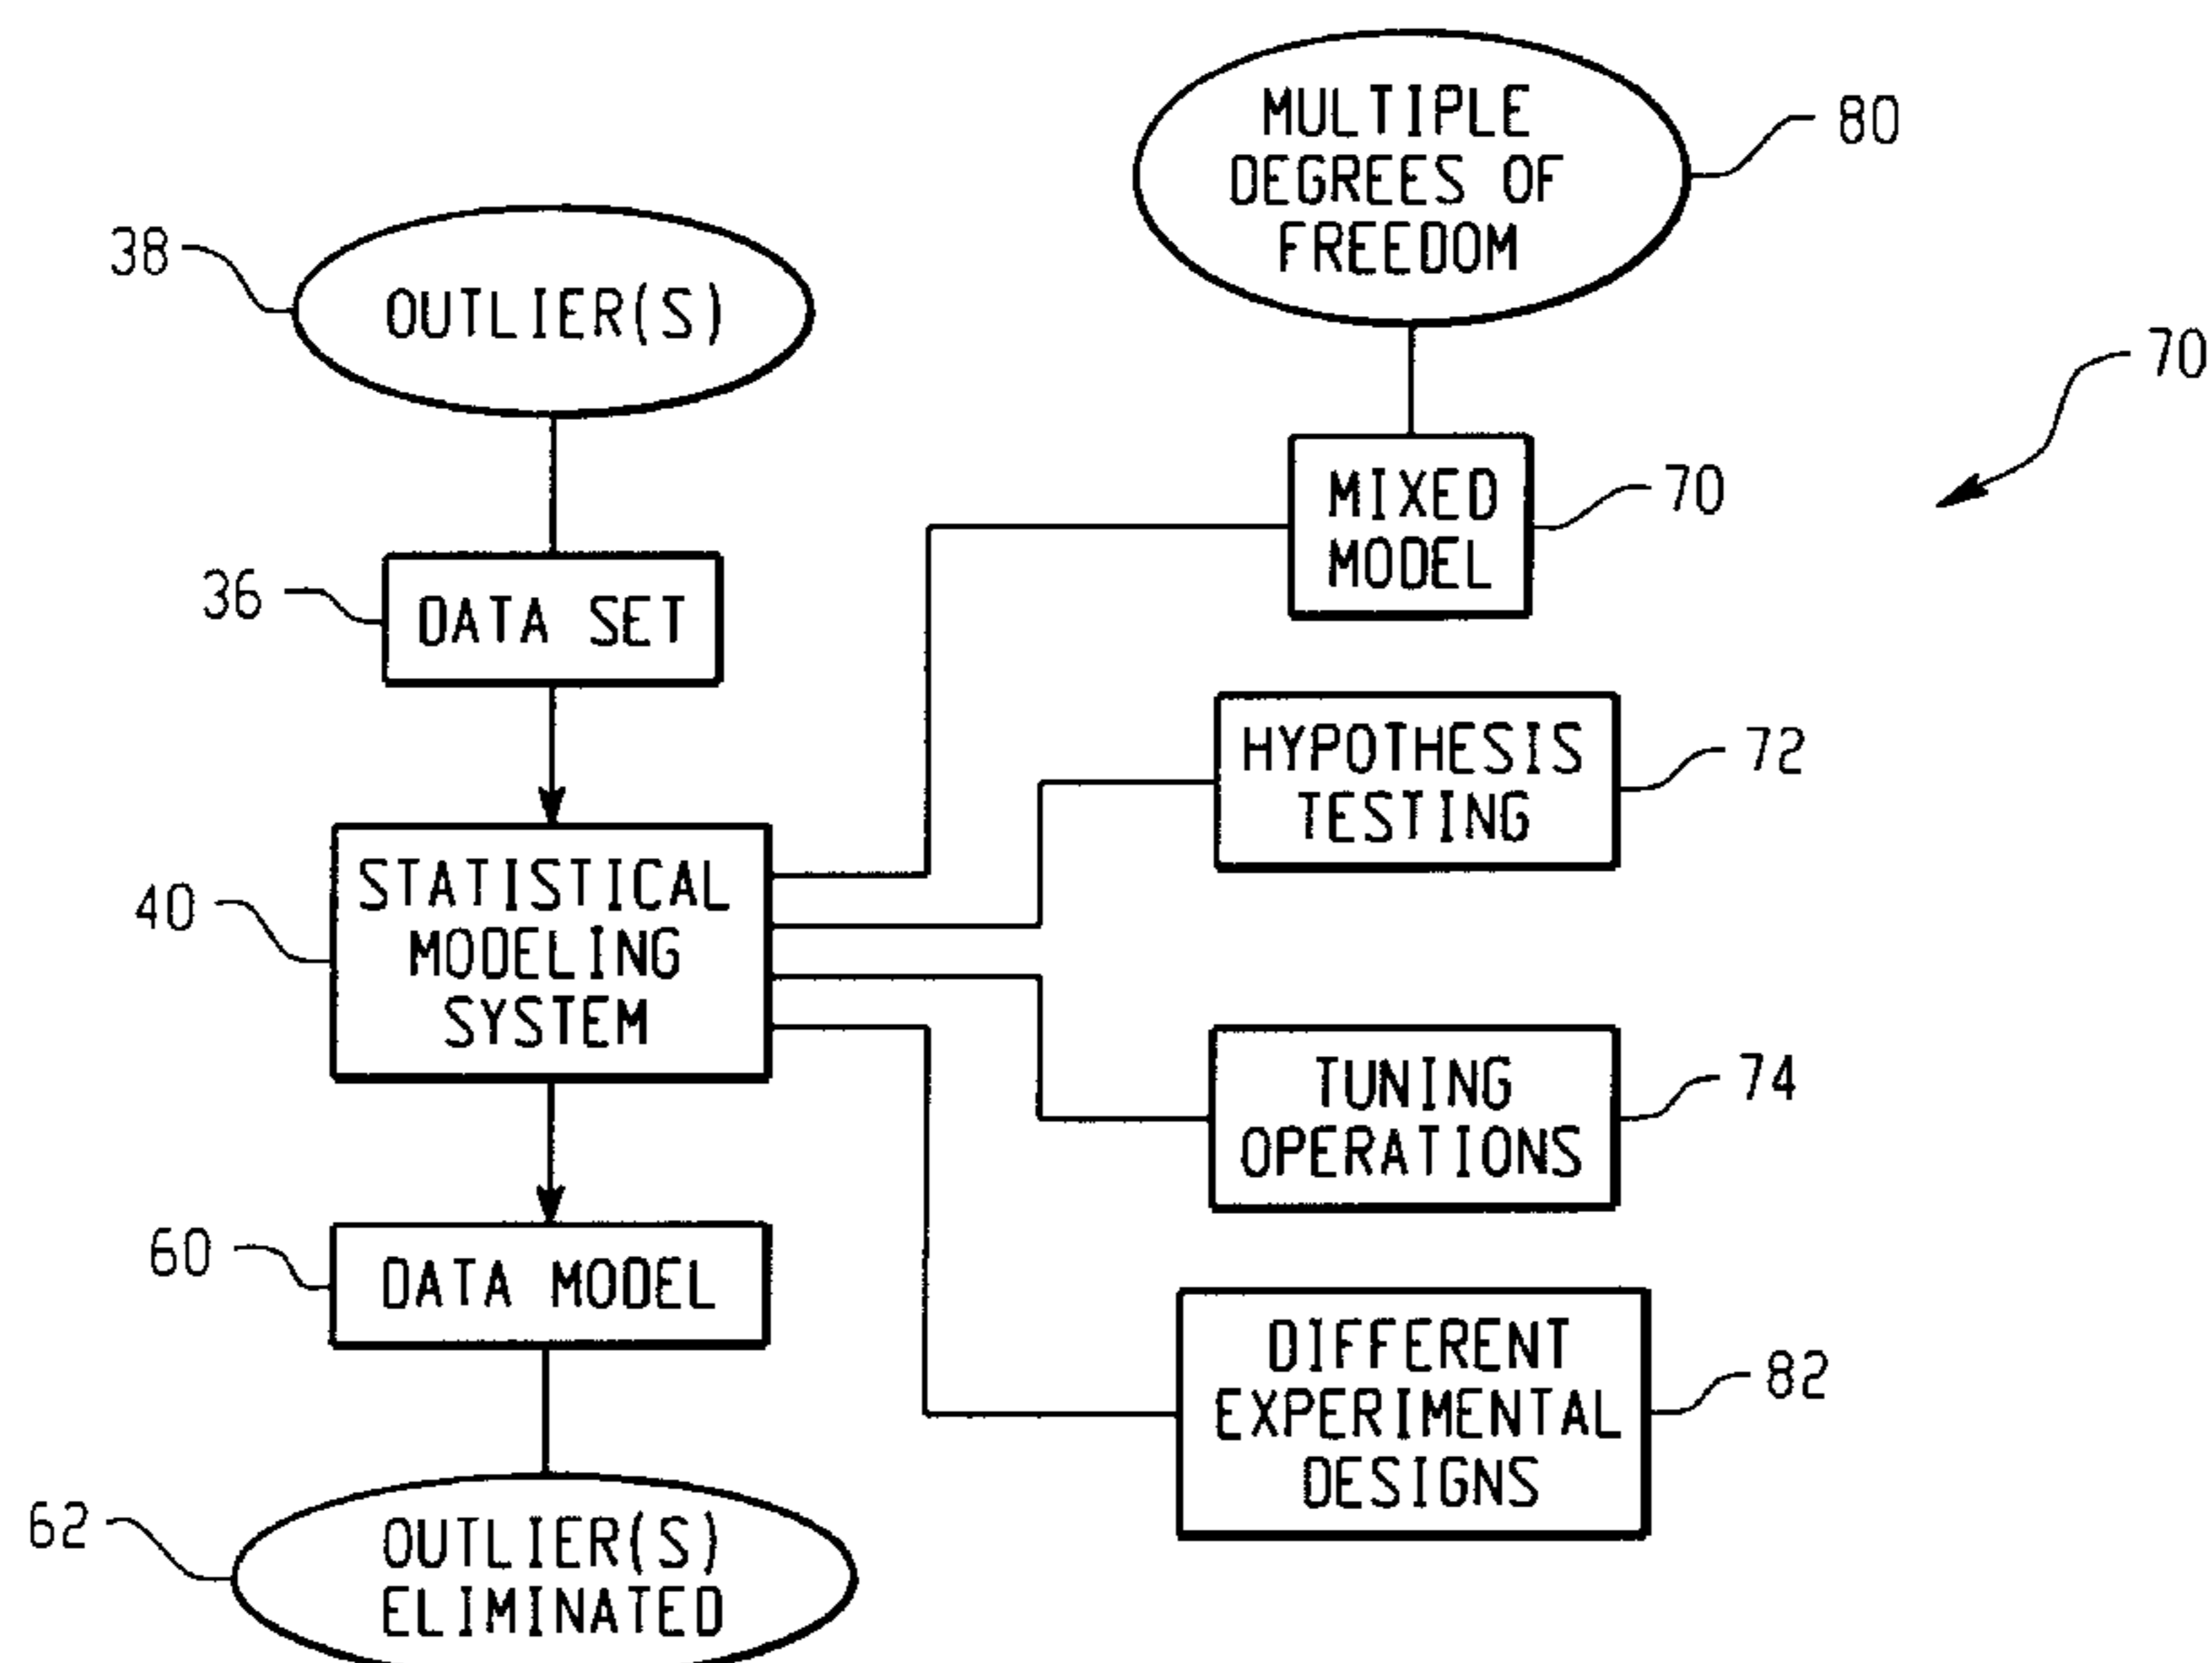 MULTIPLE
DEGREES OF
FREEDOM
80
38
OUTLIER(S)
70
MIXED
MODEL
70
36
DATA SET
HYPOTHESIS
TESTING
72
40
STATISTICAL
MODELING
SYSTEM
TUNING
OPERATIONS
74
60
DATA MODEL
DIFFERENT
EXPERIMENTAL
DESIGNS
82
62
OUTLIER(S)
ELIMINATED